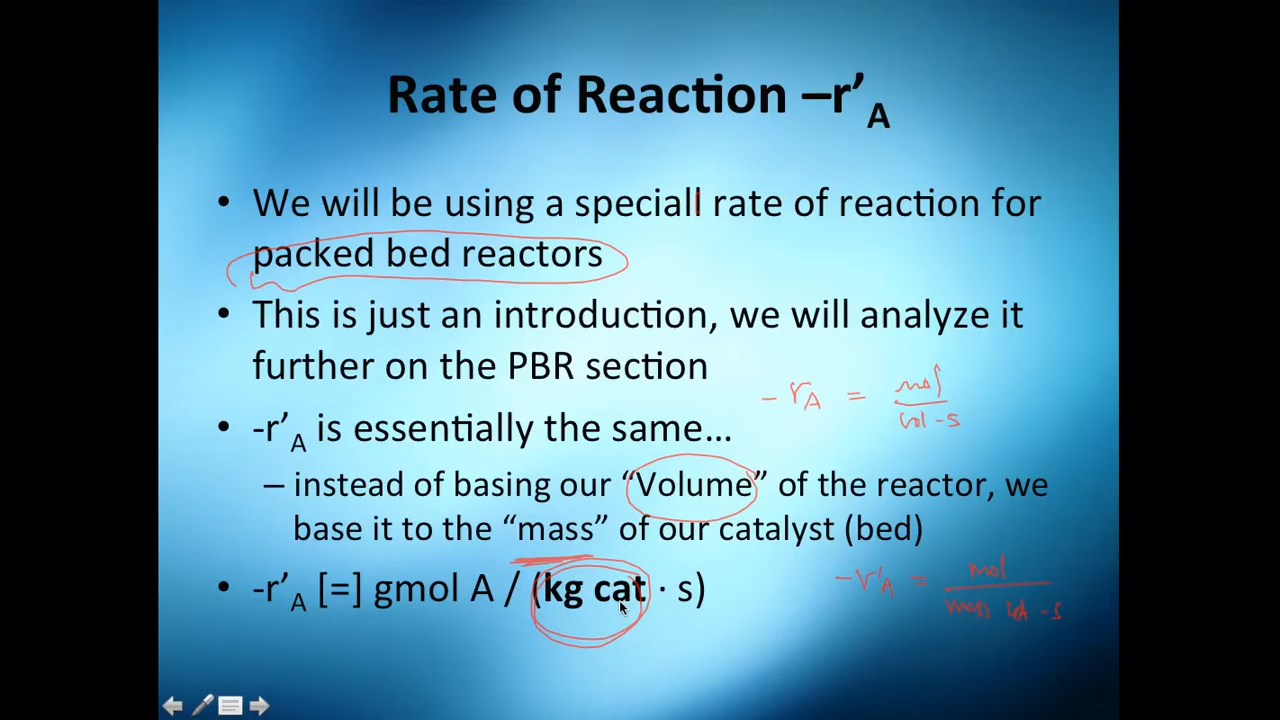 Rate of Reaction –r’A
• We will be using a speciall rate of reaction for
packed bed reactors
• This is just an introduction, we will analyze it
further on the PBR section
-rA = mol
vol - s
• -r’A is essentially the same…
– instead of basing our “Volume” of the reactor, we
base it to the “mass” of our catalyst (bed)
• -r’A [=] gmol A / (kg cat · s)
-r'A = mol
mass cat - s